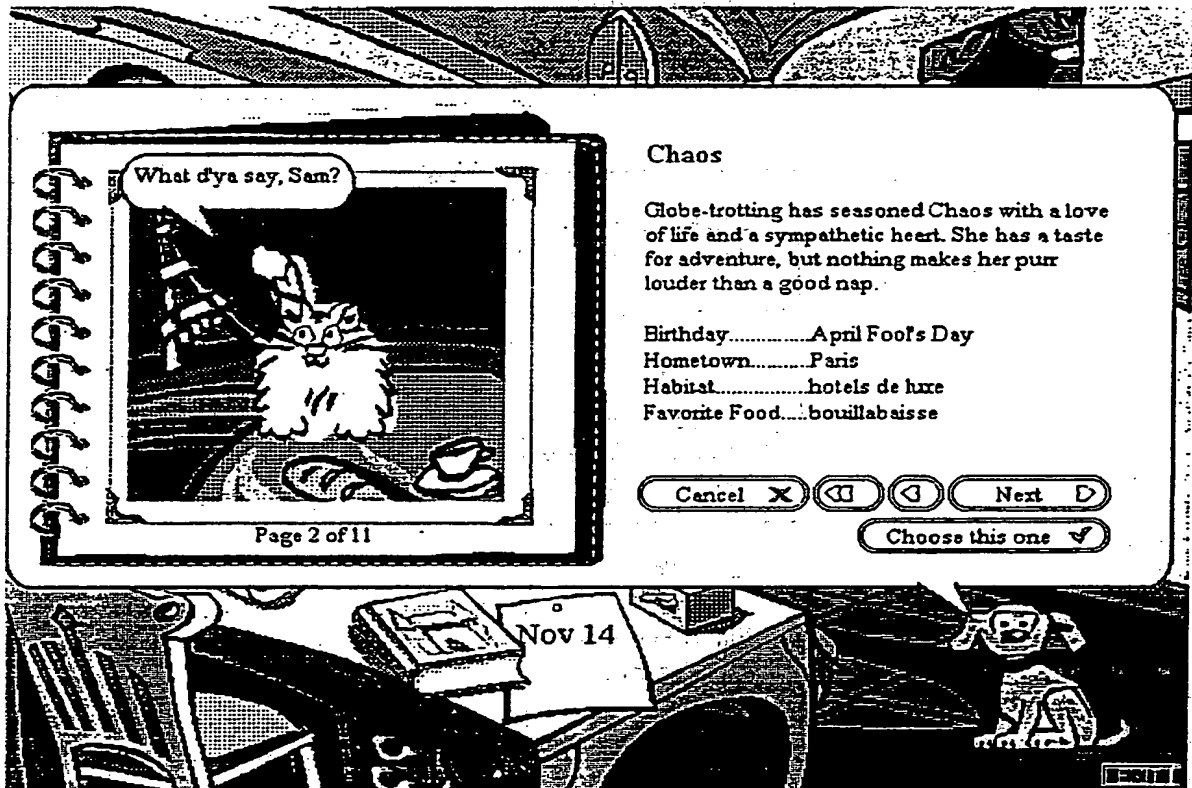 What d'ya say, Sam?
Page 2 of 11
Chaos
Globe-trotting has seasoned Chaos with a love
of life and a sympathetic heart. She has a taste
for adventure, but nothing makes her purr
louder than a good nap.
Birthday...............April Fool's Day
Hometown...........Paris
Habitat.................hotels de luxe
Favorite Food.....bouillabaisse
Cancel
Next
Choose this one
Nov 14